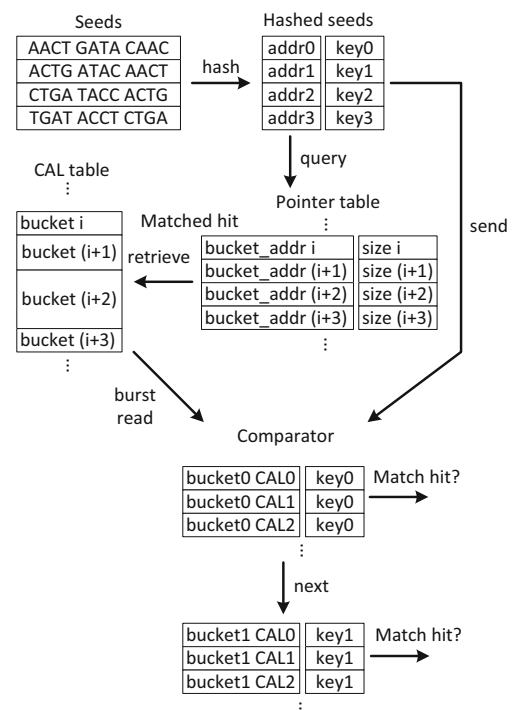 Seeds
Hashed seeds
AACT GATA CAAC
ACTG ATAC AACT
CTGA TACC ACTG
TGAT ACCT CTGA
hash
addr0 key0
addr1 key1
addr2 key2
addr3 key3
query
send
CAL table
⋮
bucket i
bucket (i+1)
bucket (i+2)
bucket (i+3)
⋮
Matched hit
retrieve
Pointer table
⋮
bucket_addr i size i
bucket_addr (i+1) size (i+1)
bucket_addr (i+2) size (i+2)
bucket_addr (i+3) size (i+3)
⋮
burst
read
Comparator
bucket0 CAL0 key0
bucket0 CAL1 key0
bucket0 CAL2 key0
⋮
Match hit?
next
bucket1 CAL0 key1
bucket1 CAL1 key1
bucket1 CAL2 key1
⋮
Match hit?